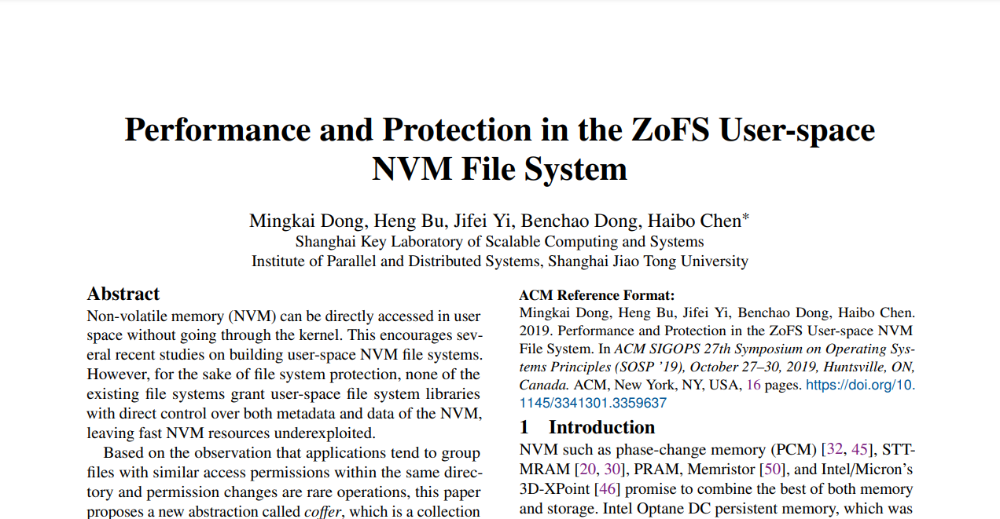 Performance and Protection in the ZoFS User-space
NVM File System
Mingkai Dong, Heng Bu, Jifei Yi, Benchao Dong, Haibo Chen*
Shanghai Key Laboratory of Scalable Computing and Systems
Institute of Parallel and Distributed Systems, Shanghai Jiao Tong University
Abstract
Non-volatile memory (NVM) can be directly accessed in user
space without going through the kernel. This encourages sev-
eral recent studies on building user-space NVM file systems.
However, for the sake of file system protection, none of the
existing file systems grant user-space file system libraries
with direct control over both metadata and data of the NVM,
leaving fast NVM resources underexploited.
Based on the observation that applications tend to group
files with similar access permissions within the same direc-
tory and permission changes are rare operations, this paper
proposes a new abstraction called coffer, which is a collection
ACM Reference Format:
Mingkai Dong, Heng Bu, Jifei Yi, Benchao Dong, Haibo Chen.
2019. Performance and Protection in the ZoFS User-space NVM
File System. In ACM SIGOPS 27th Symposium on Operating Sys-
tems Principles (SOSP ’19), October 27–30, 2019, Huntsville, ON,
Canada. ACM, New York, NY, USA, 16 pages. https://doi.org/10.
1145/3341301.3359637
1 Introduction
NVM such as phase-change memory (PCM) [32, 45], STT-
MRAM [20, 30], PRAM, Memristor [50], and Intel/Micron’s
3D-XPoint [46] promise to combine the best of both memory
and storage. Intel Optane DC persistent memory, which was